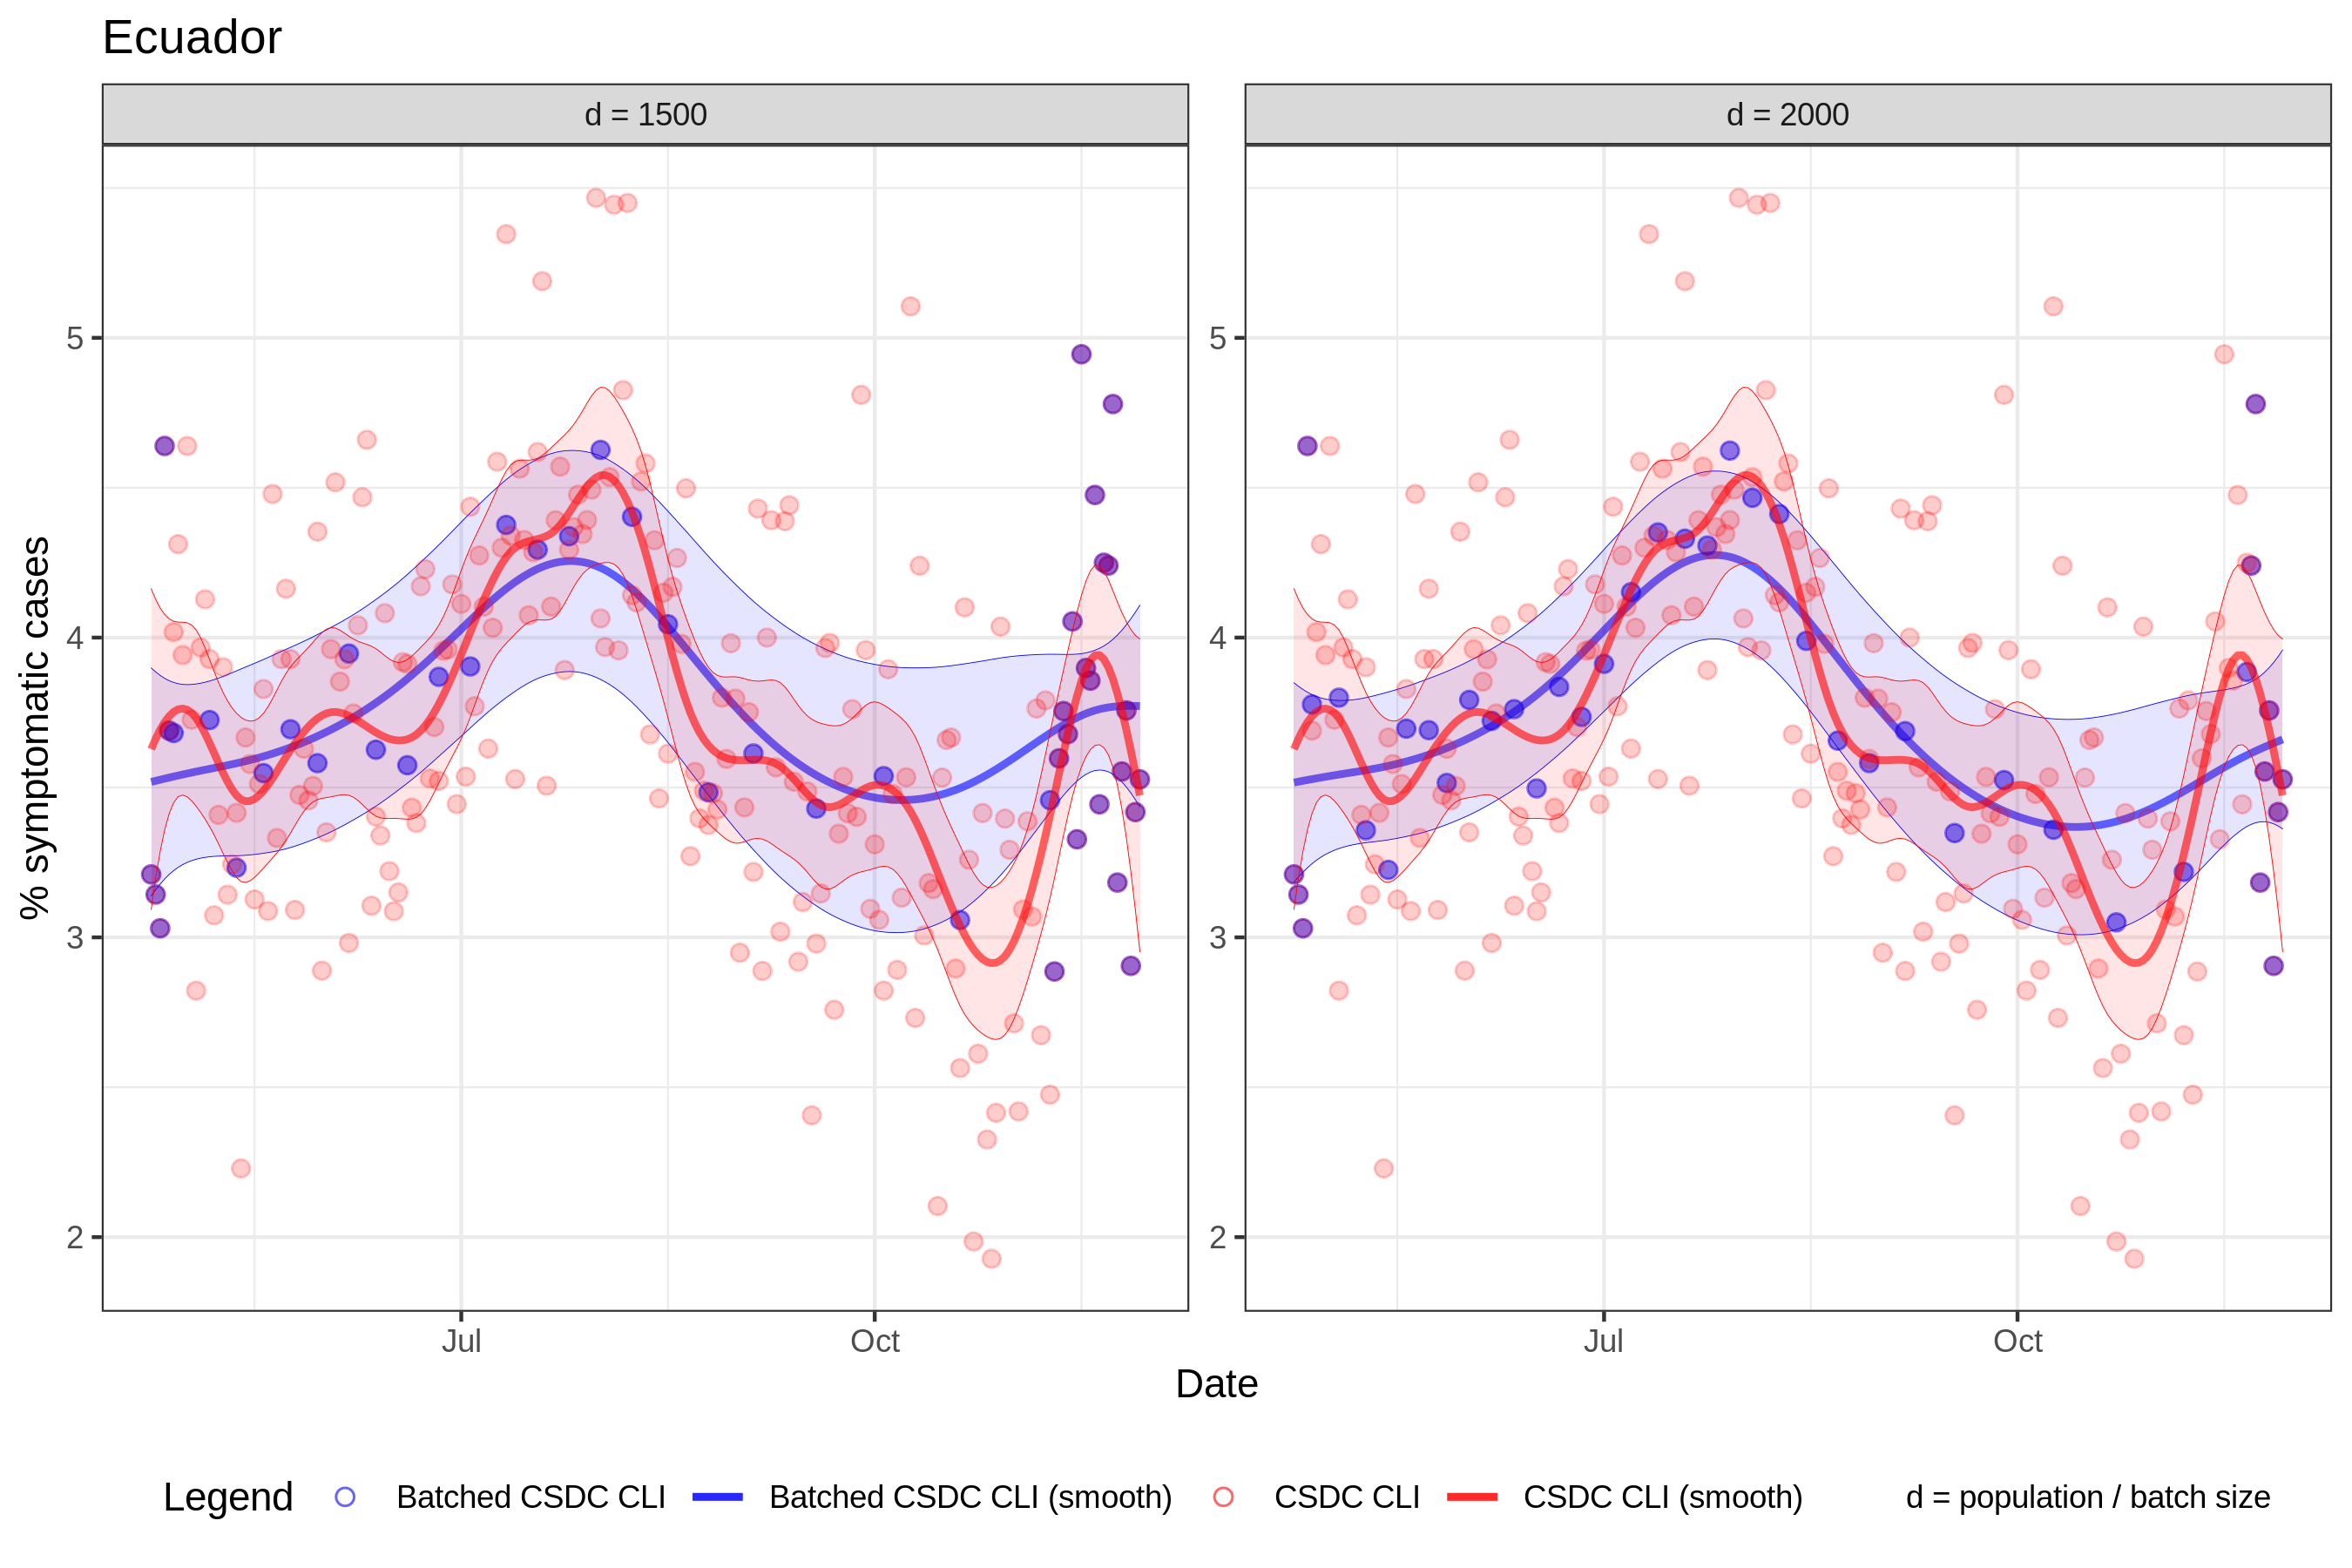 Ecuador
d = 1500
d = 2000
% symptomatic cases
5
4
3
2
5
4
3
2
Jul
Oct
Jul
Oct
Date
Legend
Batched CSDC CLI
Batched CSDC CLI (smooth)
CSDC CLI
CSDC CLI (smooth)
d = population / batch size